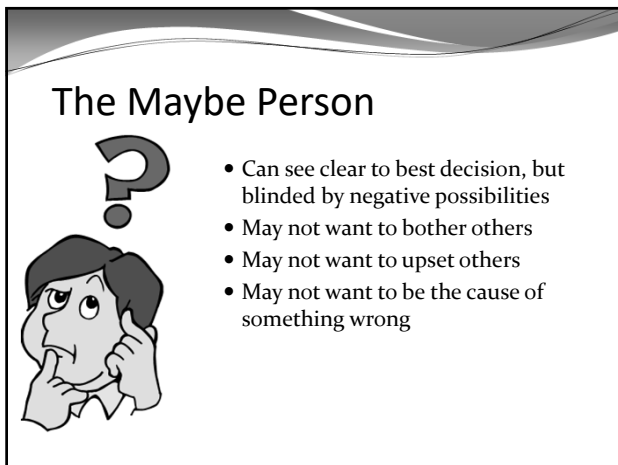 The Maybe Person
?
• Can see clear to best decision, but
blinded by negative possibilities
• May not want to bother others
• May not want to upset others
• May not want to be the cause of
something wrong